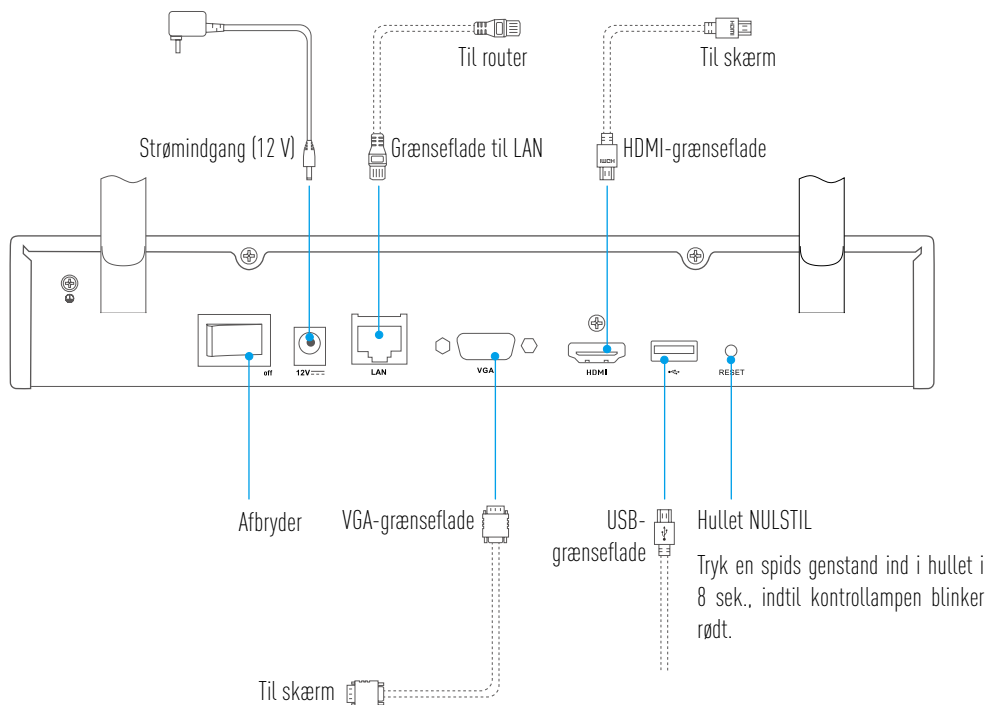 Til router
Til skærm
Strømindgang (12 V)
Grænseflade til LAN
HDMI-grænseflade
HDMI
HDMI
off
12V
LAN
VGA
HDMI
RESET
Afbryder
VGA-grænseflade
USB-
grænseflade
Hullet NULSTIL
Tryk en spids genstand ind i hullet i
8 sek., indtil kontrollampen blinker
rødt.
Til skærm